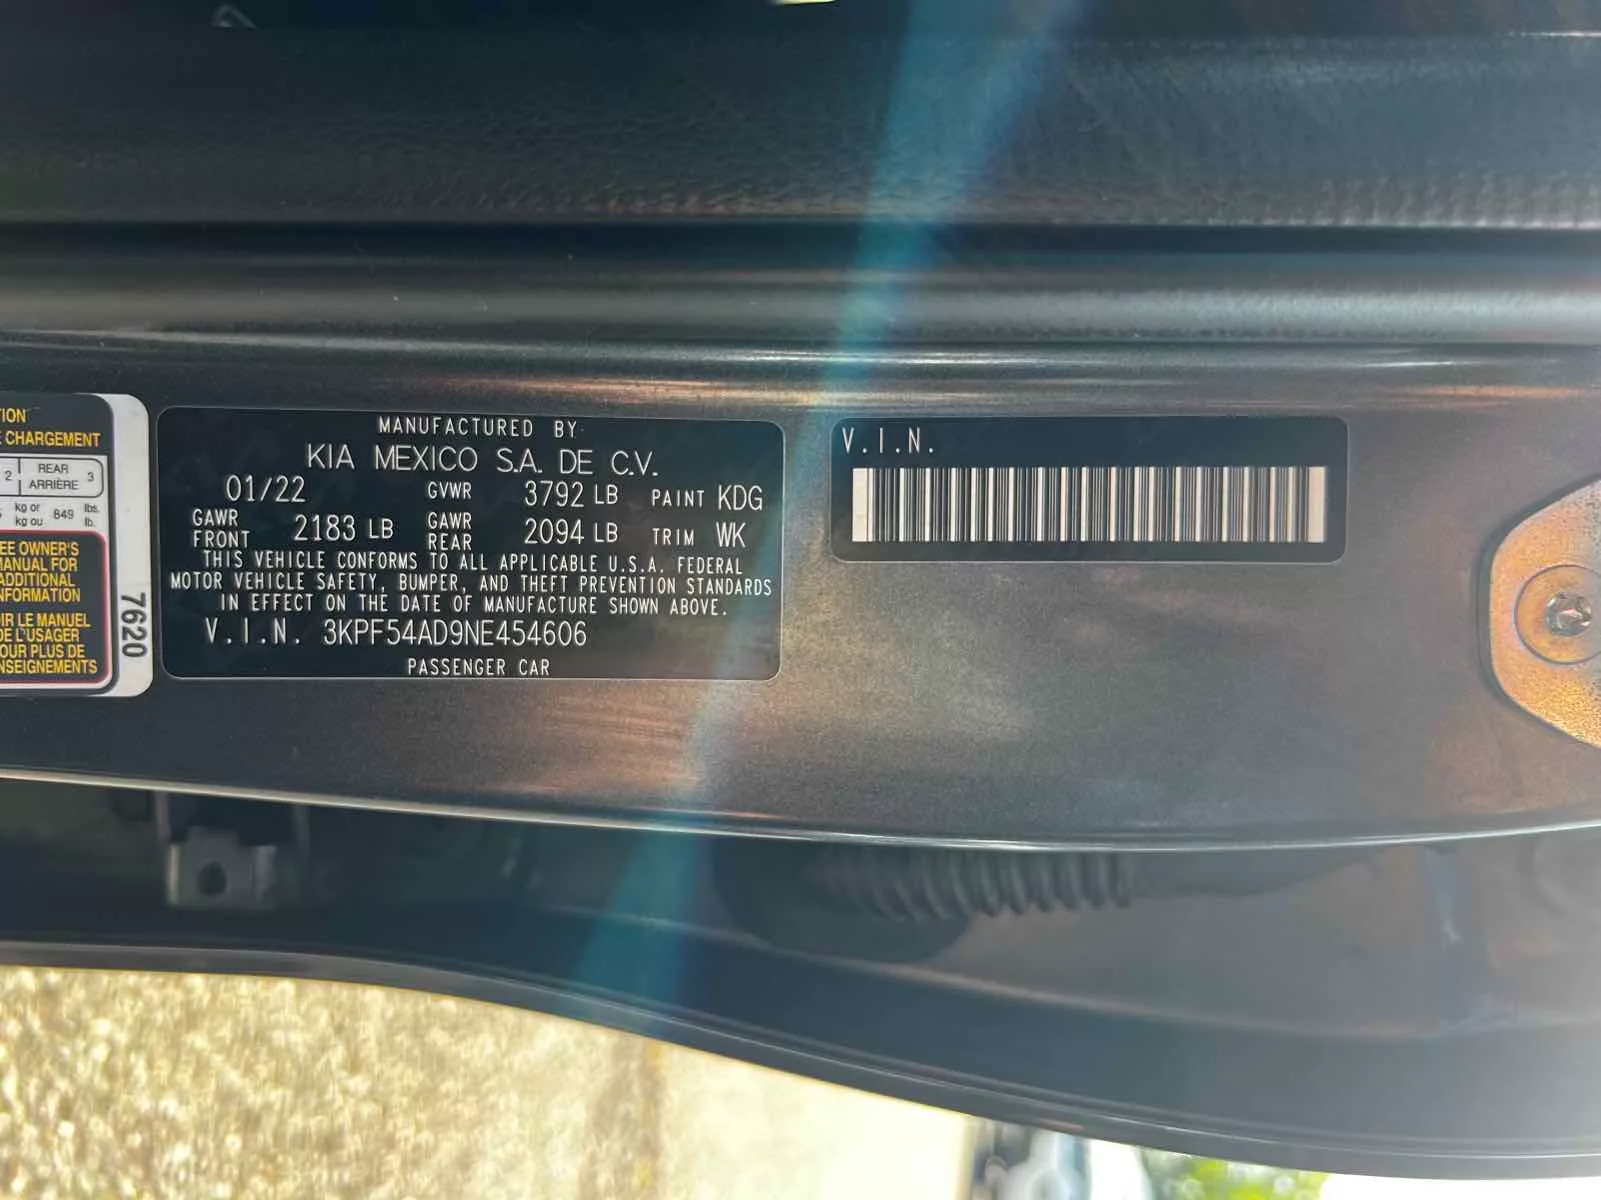 TION
E CHARGEMENT
2 REAR ARRIÈRE 3
kg or kg ou 849 lbs. lb.
EE OWNER'S
MANUAL FOR
ADDITIONAL
NFORMATION
IR LE MANUEL
DE L'USAGER
OUR PLUS DE
NSEIGNEMENTS
7620
MANUFACTURED BY
KIA MEXICO S.A. DE C.V.
01/22 GVWR 3792 LB PAINT KDG
GAWR FRONT 2183 LB GAWR REAR 2094 LB TRIM WK
THIS VEHICLE CONFORMS TO ALL APPLICABLE U.S.A. FEDERAL
MOTOR VEHICLE SAFETY, BUMPER, AND THEFT PREVENTION STANDARDS
IN EFFECT ON THE DATE OF MANUFACTURE SHOWN ABOVE.
V.I.N. 3KPF54AD9NE454606
PASSENGER CAR
V.I.N.